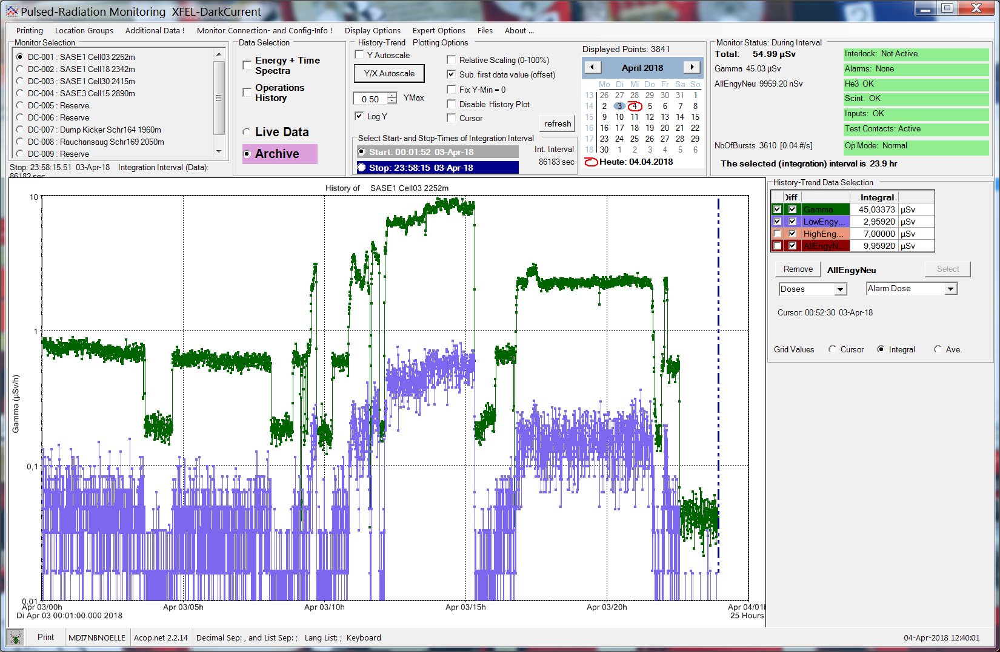 Pulsed-Radiation Monitoring  XFEL-DarkCurrent
Printing  Location Groups  Additional Data !  Monitor Connection- and Config-Info !  Display Options  Expert Options  Files  About ...
Monitor Selection
DC-001 : SASE1 Cell03 2252m
DC-002 : SASE1 Cell18 2342m
DC-003 : SASE1 Cell30 2415m
DC-004 : SASE3 Cell15 2890m
DC-005 : Reserve
DC-006 : Reserve
DC-007 : Dump Kicker Schr164 1960m
DC-008 : Rauchansaug Schr169 2050m
DC-009 : Reserve
Stop: 23:58:15.51  03-Apr-18  Integration Interval (Data):
86182 sec
Data Selection
Energy + Time
Spectra
Operations
History
Live Data
Archive
History-Trend  Plotting Options
Y Autoscale
Y/X Autoscale
0.50  YMax
Log Y
Relative Scaling (0-100%)
Sub. first data value (offset)
Fix Y-Min = 0
Disable History Plot
Cursor
refresh
Select Start- and Stop-Times of Integration Interval
Start: 00:01:52  03-Apr-18
Stop: 23:58:15  03-Apr-18
Int. Interval
86183 sec
Displayed Points: 3841
April 2018
Mo Di Mi Do Fr Sa So
13 26 27 28 29 30 31 1
14 2 3 4 5 6 7 8
15 9 10 11 12 13 14 15
16 16 17 18 19 20 21 22
17 23 24 25 26 27 28 29
18 30 1 2 3 4 5 6
Heute: 04.04.2018
Monitor Status: During Interval
Total:  54.99 µSv
Gamma  45.03 µSv
AllEngyNeu  9959.20 nSv
NbOfBursts  3610  [0.04 #/s]
Interlock:  Not Active
Alarms:  None
He3  OK
Scint.  OK
Inputs:  OK
Test Contacts: Active
Op Mode:  Normal
The selected (integration) interval is  23.9 hr
History of  SASE1 Cell03 2252m
10
1
0,1
0,01
Gamma (µSv/h)
Apr 03/00h  Apr 03/05h  Apr 03/10h  Apr 03/15h  Apr 03/20h  Apr 04/01h
Di Apr 03 00:01:00.000 2018  25 Hours
History-Trend Data Selection
Diff  Integral
Gamma  45,03373  µSv
LowEngy...  2,95920  µSv
HighEng...  7,00000  µSv
AllEngyN...  9,95920  µSv
Remove  AllEngyNeu  Select
Doses  Alarm Dose
Cursor: 00:52:30  03-Apr-18
Grid Values  Cursor  Integral  Ave.
Print  MDI7NBNOELLE  Acop.net 2.2.14  Decimal Sep: , and List Sep: ;  Lang List: ;  Keyboard  04-Apr-2018 12:40:01